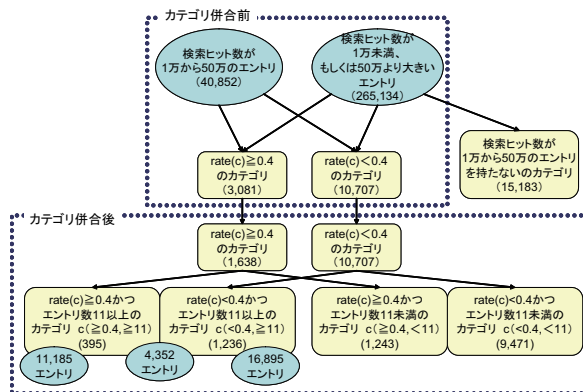 カテゴリ併合前
検索ヒット数が
1万から50万のエントリ
(40,852)
検索ヒット数が
1万未満、
もしくは50万より大きい
エントリ
(265,134)
rate(c)≧0.4
のカテゴリ
(3,081)
rate(c)<0.4
のカテゴリ
(10,707)
検索ヒット数が
1万から50万のエントリ
を持たないのカテゴリ
(15,183)
カテゴリ併合後
rate(c)≧0.4
のカテゴリ
(1,638)
rate(c)<0.4
のカテゴリ
(10,707)
rate(c)≧0.4かつ
エントリ数11以上の
カテゴリ c(≧0.4,≧11)
(395)
rate(c)<0.4かつ
エントリ数11以上の
カテゴリ c(<0.4,≧11)
(1,236)
rate(c)≧0.4かつ
エントリ数11未満の
カテゴリ c(≧0.4,<11)
(1,243)
rate(c)<0.4かつ
エントリ数11未満の
カテゴリ c(<0.4,<11)
(9,471)
11,185
エントリ
4,352
エントリ
16,895
エントリ